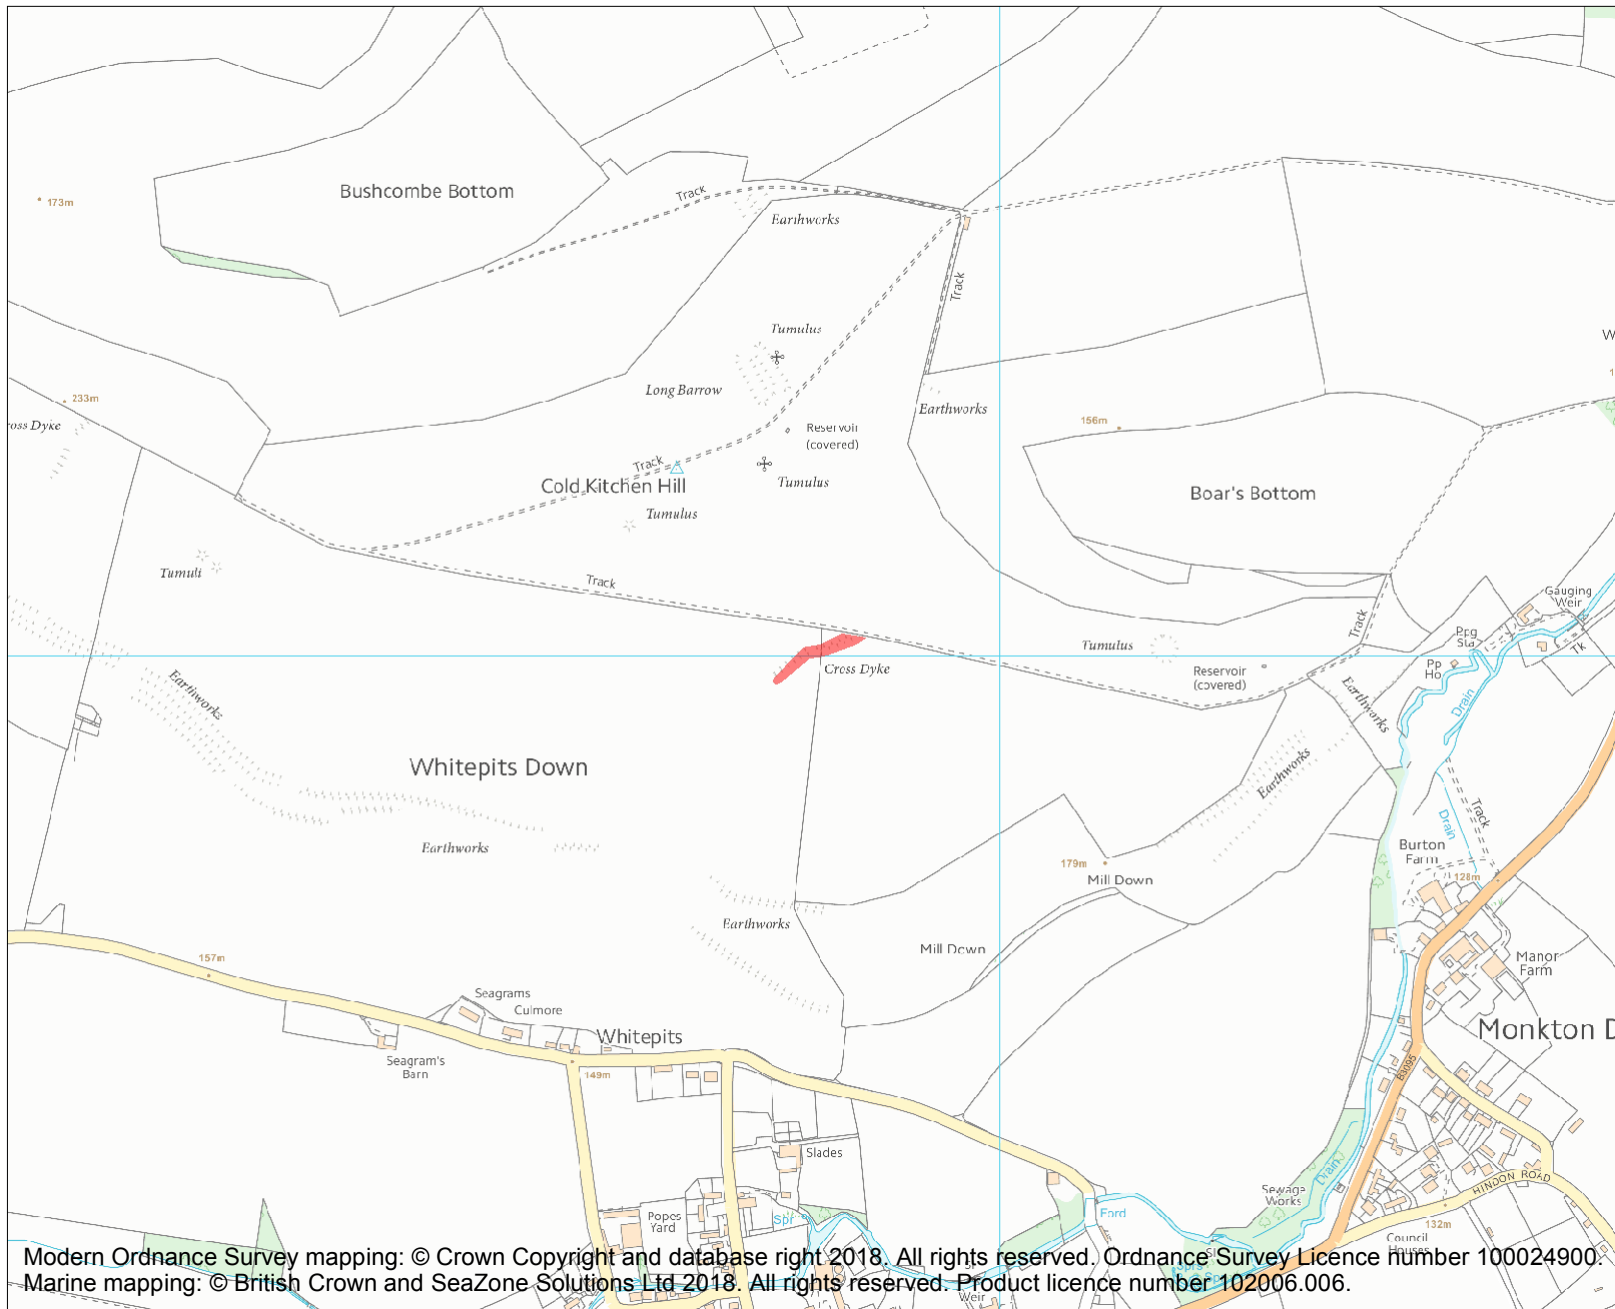 Bushcombe Bottom
Track
173m
Earthworks
Track
Tumulus
Long Barrow
233m
oss Dyke
Earthworks
156m
Reservoir
(covered)
Track
Cold Kitchen Hill
Tumulus
Boar's Bottom
Tumulus
Tumuli
Track
Gauging
Weir
Track
Ppg
Sta
Tumulus
Tk
Cross Dyke
Reservoir
(covered)
Pp
Ho
Earthworks
Earthworks
Drain
Whitepits Down
Earthworks
Track
Drain
Earthworks
Burton
Farm
179m
Mill Down
128m
Earthworks
Mill Down
157m
Manor
Farm
Seagrams
Culmore
Whitepits
Monkton D
Seagram's
Barn
149m
B3095
Slades
Drain
HINDON ROAD
Sewage
Works
Popes
Yard
Spr
Ford
132m
Council
Houses
Modern Ordnance Survey mapping: © Crown Copyright and database right 2018. All rights reserved. Ordnance Survey Licence number 100024900.
Marine mapping: © British Crown and SeaZone Solutions Ltd 2018. All rights reserved. Product licence number 102006.006.
Weir